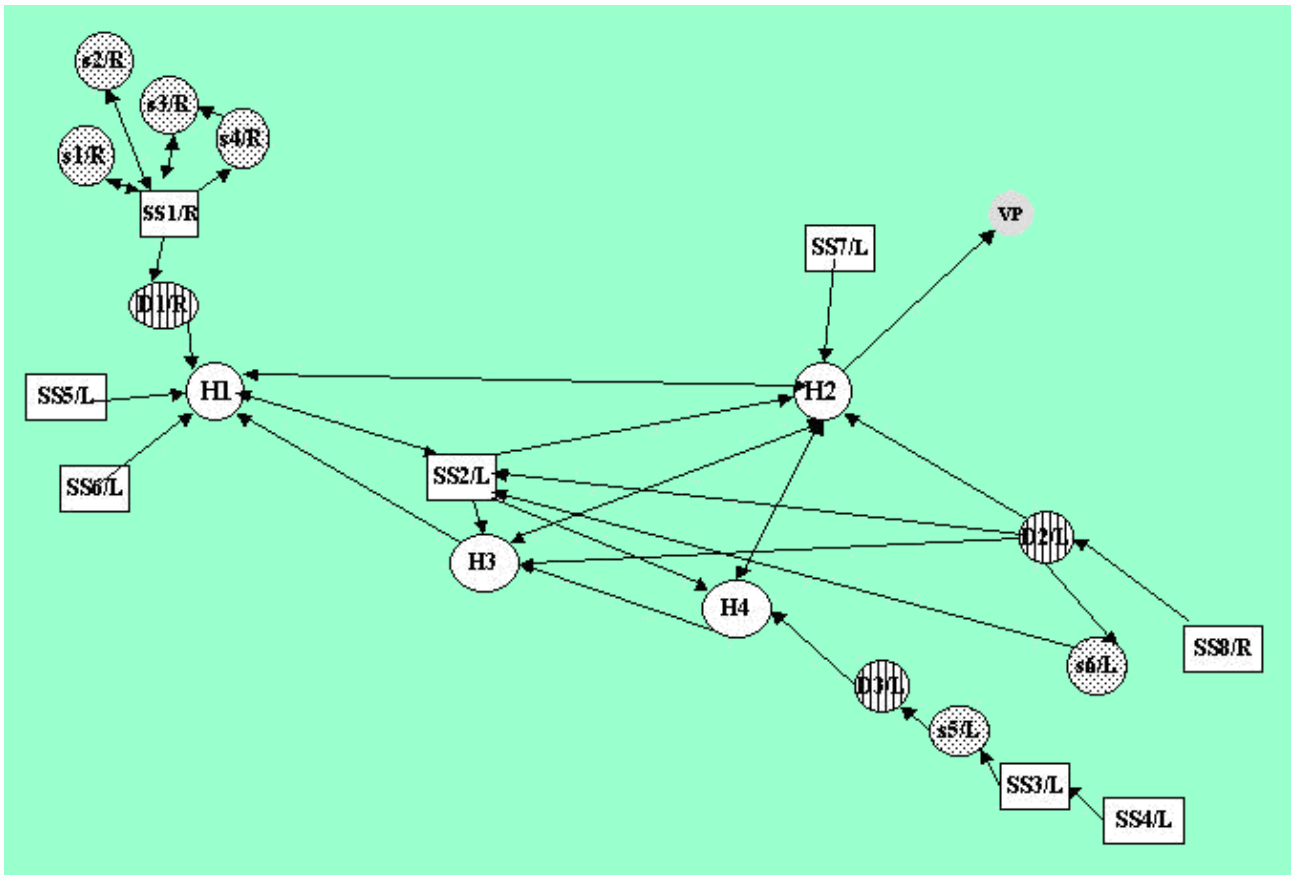 s2/R
s3/R
s4/R
s1/R
SS1/R
VP
SS7/L
D1/R
SS5/L
H1
H2
SS6/L
SS2/L
D2/L
H3
H4
SS8/R
s6/L
D3/L
s5/L
SS3/L
SS4/L